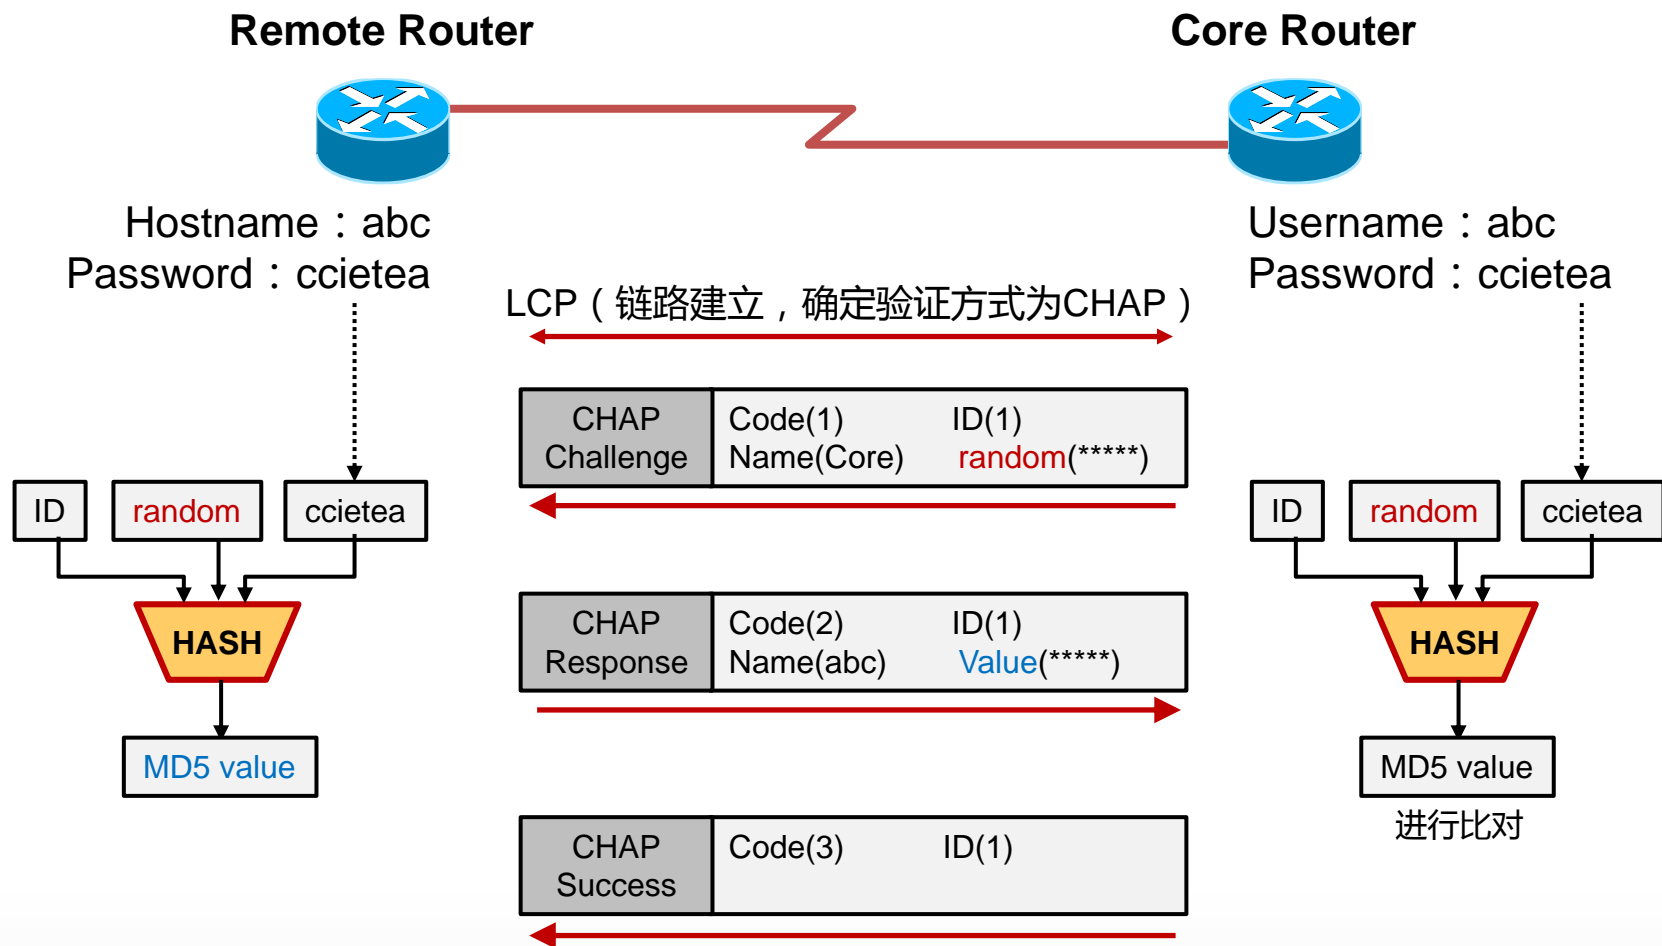 Remote Router
Core Router
Hostname：abc
Password：ccietea
Username：abc
Password：ccietea
LCP（链路建立，确定验证方式为CHAP）
CHAP
Challenge
Code(1) ID(1)
Name(Core) random(*****)
ID
random
ccietea
HASH
MD5 value
CHAP
Response
Code(2) ID(1)
Name(abc) Value(*****)
ID
random
ccietea
HASH
MD5 value
进行比对
CHAP
Success
Code(3) ID(1)